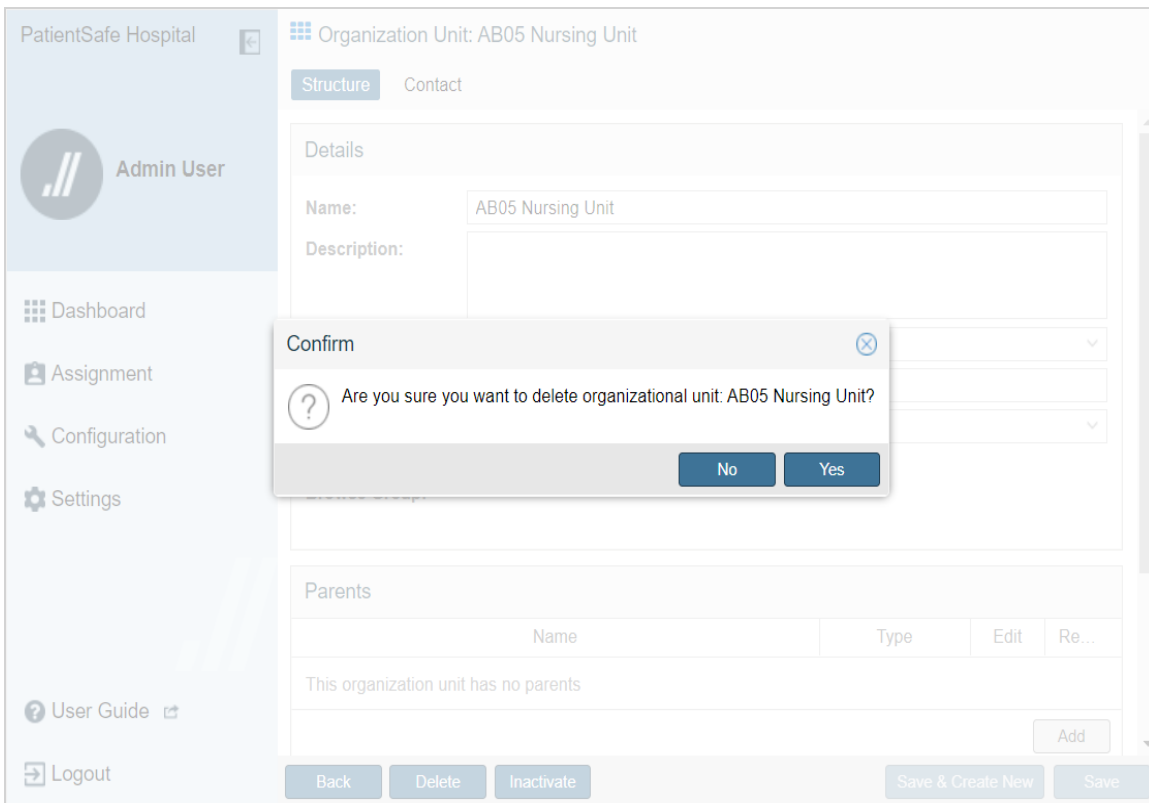 PatientSafe Hospital
Organization Unit: AB05 Nursing Unit
Structure Contact
Admin User
Details
Name: AB05 Nursing Unit
Description:
Dashboard
Assignment
Configuration
Settings
Confirm
Are you sure you want to delete organizational unit: AB05 Nursing Unit?
No Yes
Parents
Name Type Edit Re...
This organization unit has no parents
Add
User Guide
Logout
Back Delete Inactivate Save & Create New Save